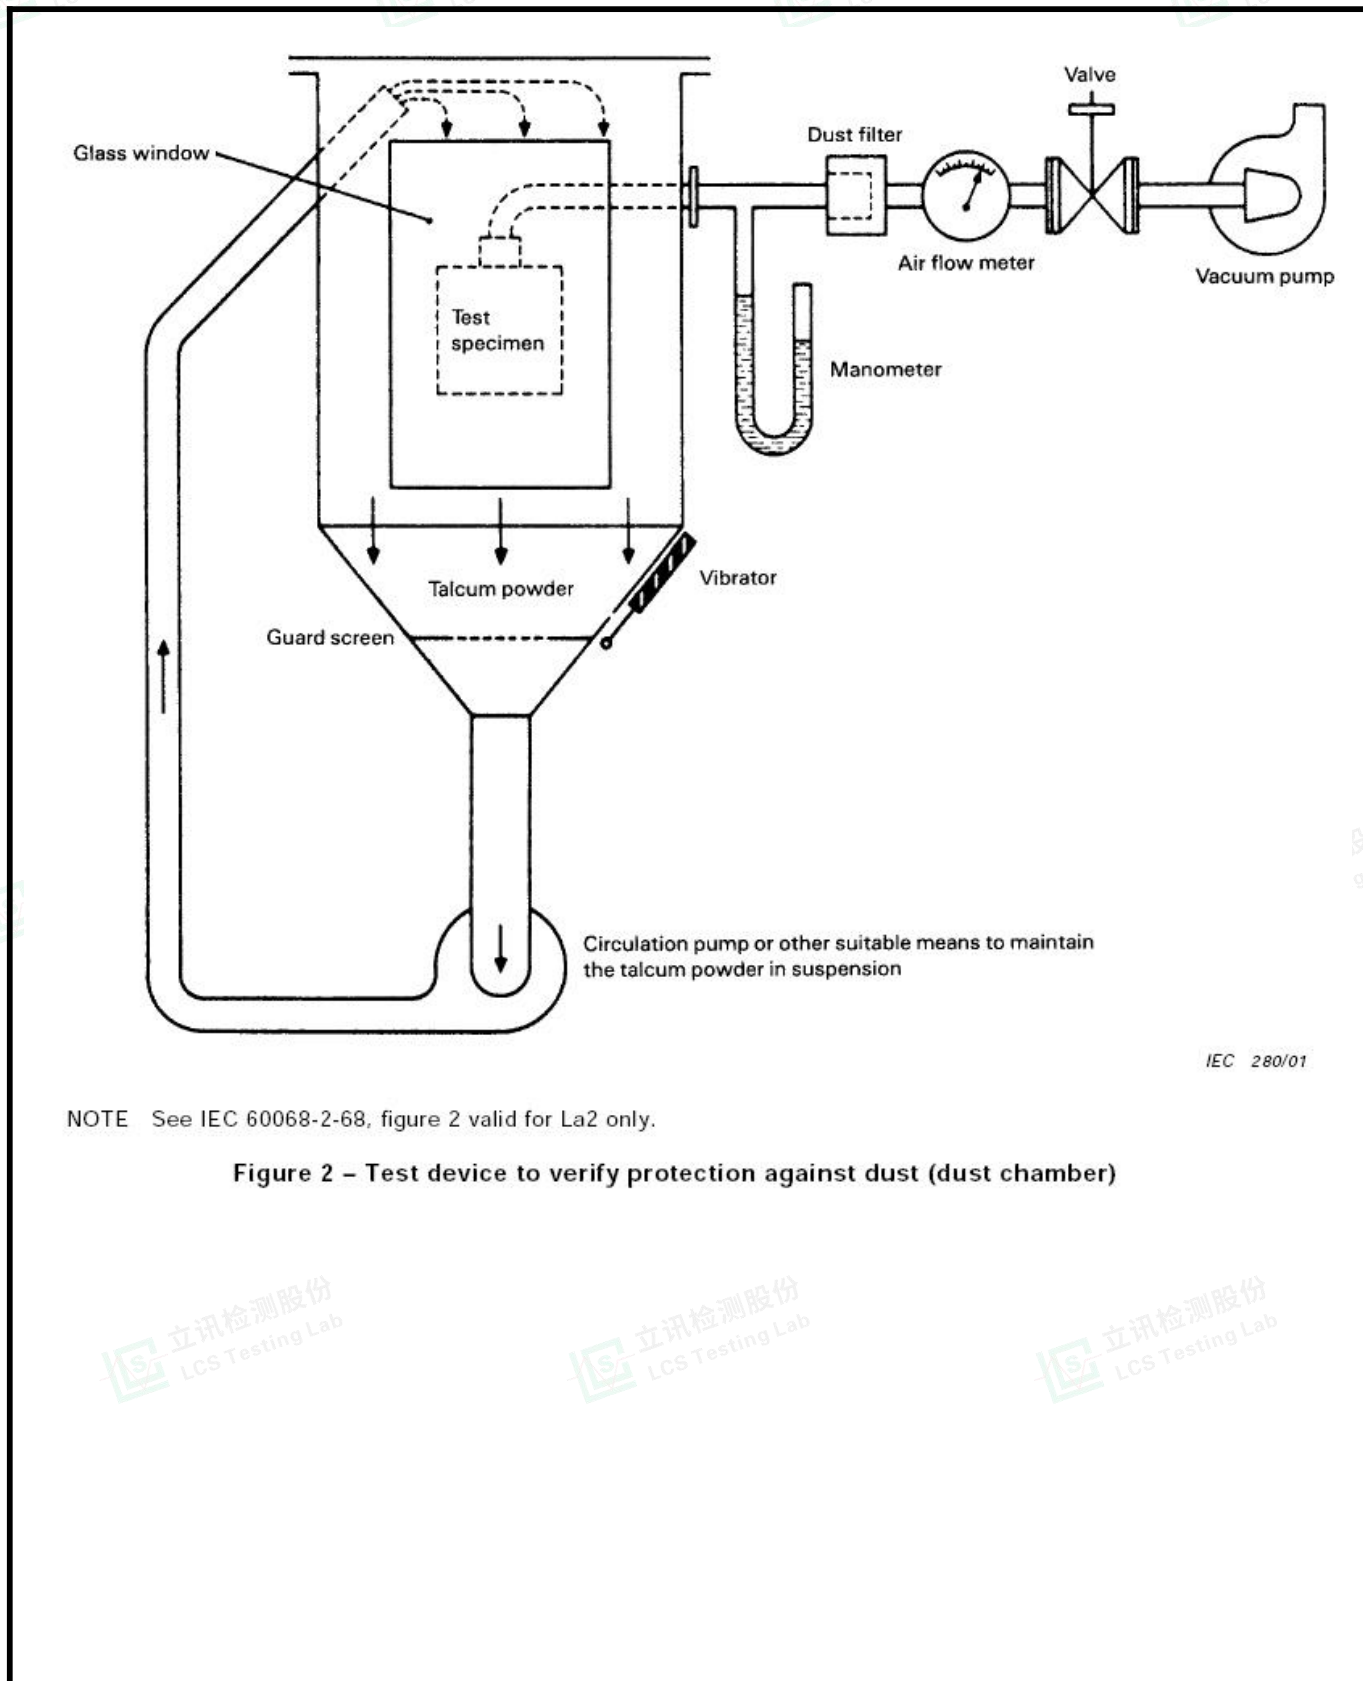 Valve
Dust filter
Glass window
Air flow meter
Vacuum pump
Test
specimen
Manometer
Vibrator
Talcum powder
Guard screen
Circulation pump or other suitable means to maintain
the talcum powder in suspension
IEC 280/01
NOTE See IEC 60068-2-68, figure 2 valid for La2 only.
Figure 2 – Test device to verify protection against dust (dust chamber)
立讯检测股份
LCS Testing Lab
立讯检测股份
LCS Testing Lab
立讯检测股份
LCS Testing Lab